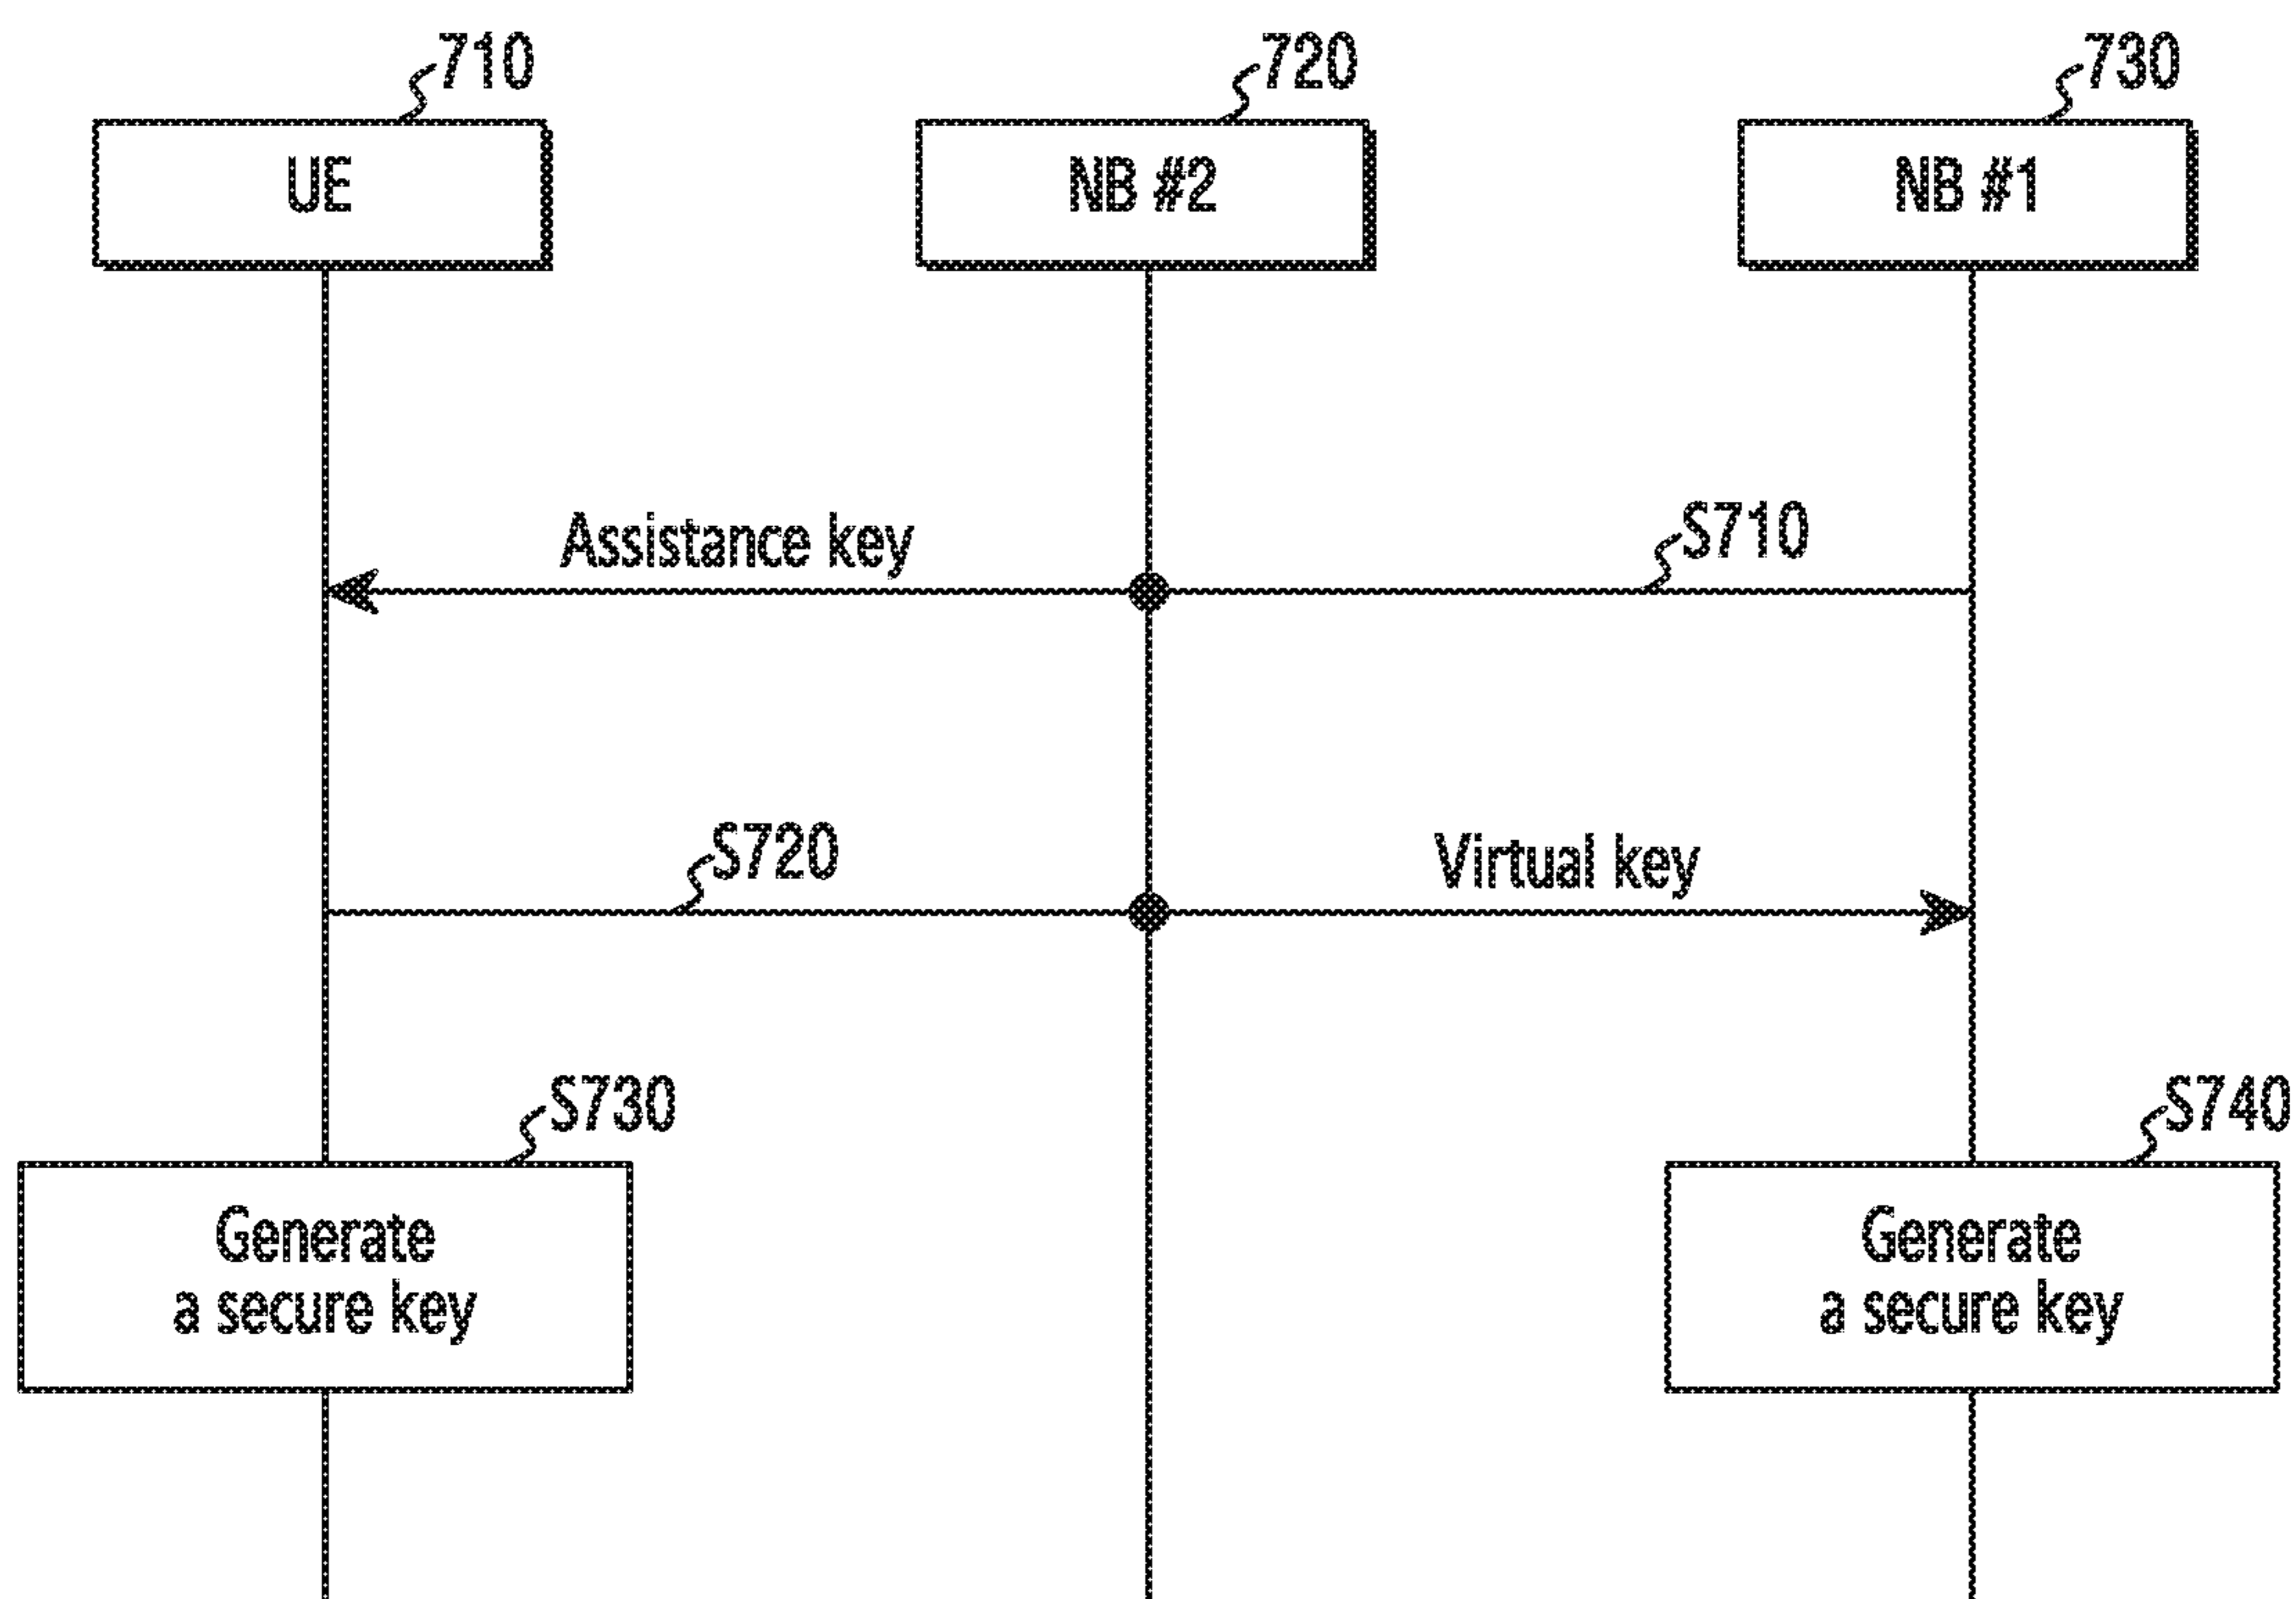 710
720
730
UE
NB #2
NB #1
Assistance key
S710
S720
Virtual key
S730
S740
Generate
a secure key
Generate
a secure key